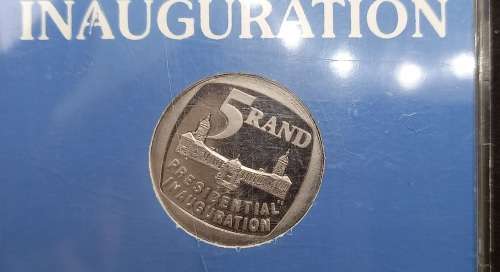 INAUGURATION
5 RAND
PRESIDENTIAL
INAUGURATION